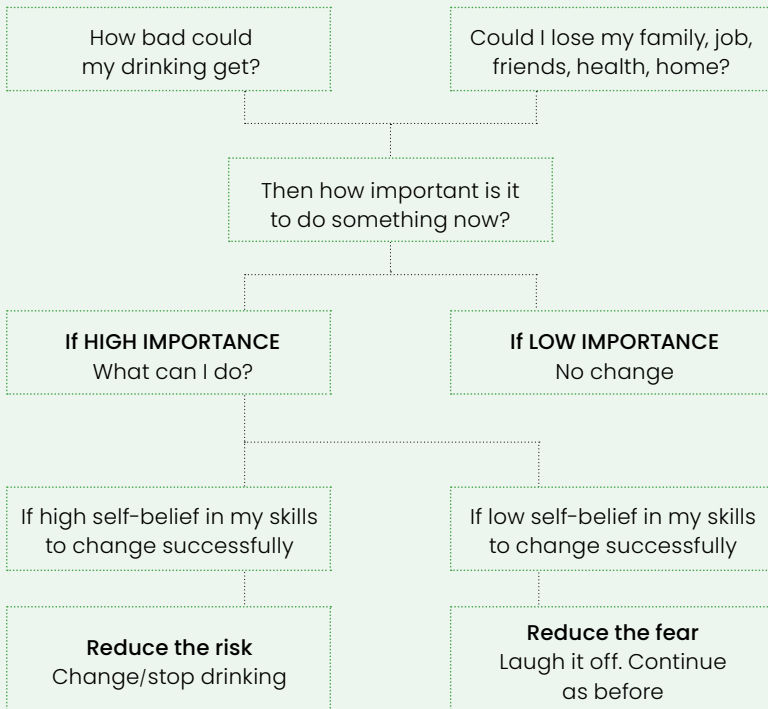 How bad could
my drinking get?
Could I lose my family, job,
friends, health, home?
Then how important is it
to do something now?
If HIGH IMPORTANCE
What can I do?
If LOW IMPORTANCE
No change
If high self-belief in my skills
to change successfully
If low self-belief in my skills
to change successfully
Reduce the risk
Change/stop drinking
Reduce the fear
Laugh it off. Continue
as before